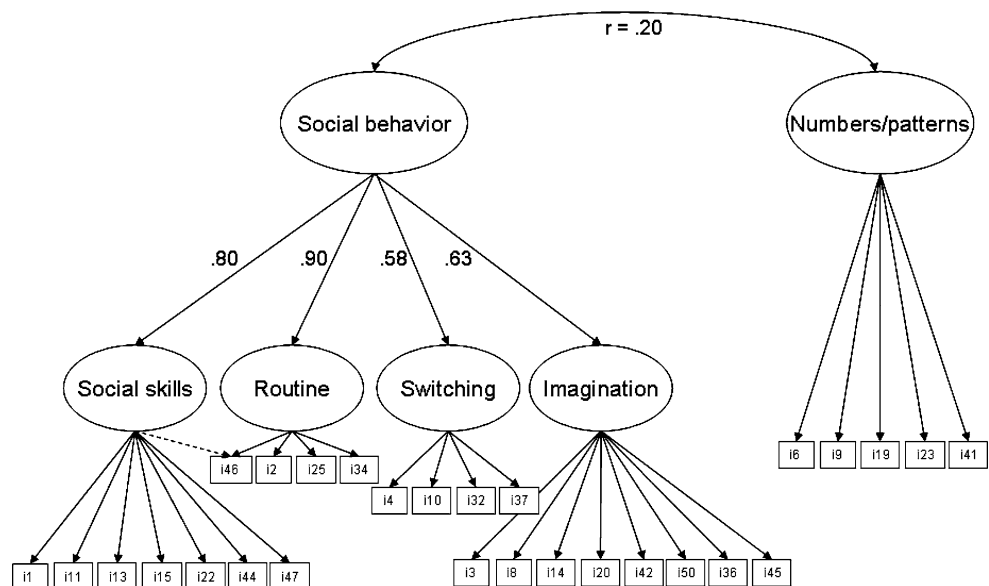 r = .20
Social behavior
Numbers/patterns
.80
.90
.58
.63
Social skills
Routine
Switching
Imagination
i46
i2
i25
i34
i6
i9
i19
i23
i41
i4
i10
i32
i37
i1
i11
i13
i15
i22
i44
i47
i3
i8
i14
i20
i42
i50
i36
i45